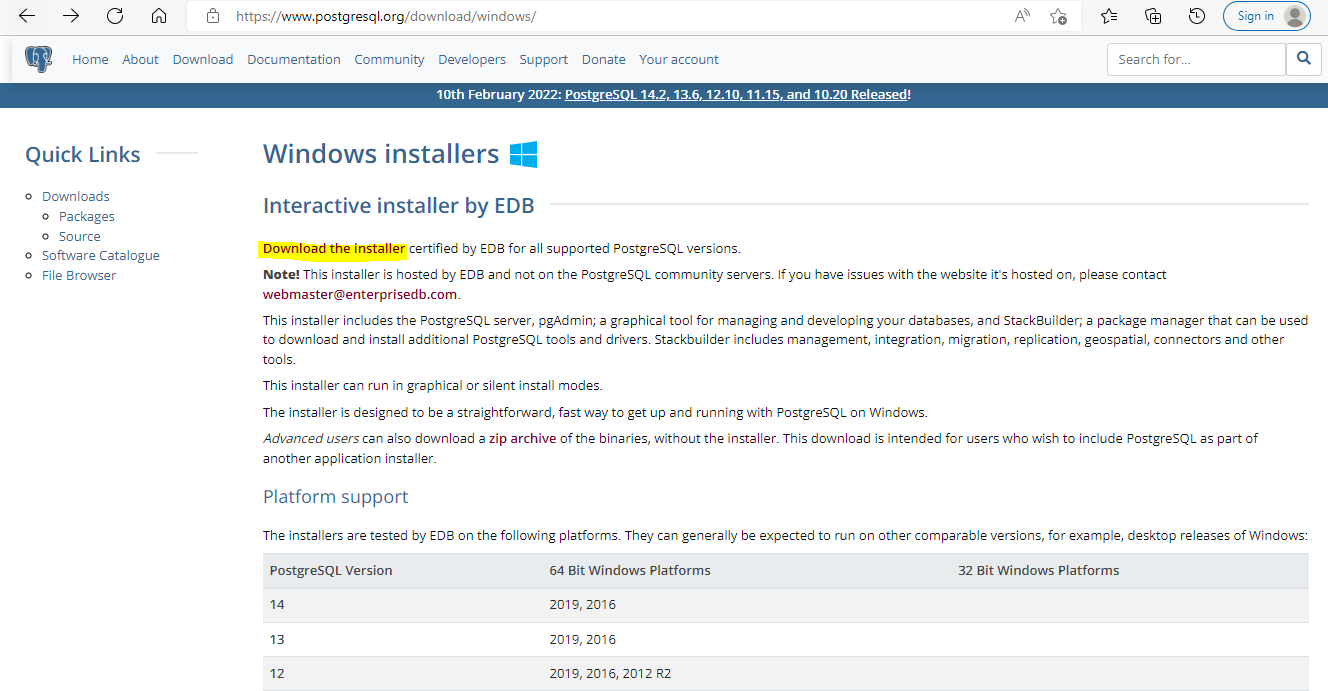 https://www.postgresql.org/download/windows/
Sign in
Home About Download Documentation Community Developers Support Donate Your account
Search for...
10th February 2022: PostgreSQL 14.2, 13.6, 12.10, 11.15, and 10.20 Released!
Quick Links
Downloads
Packages
Source
Software Catalogue
File Browser
Windows installers
Interactive installer by EDB
Download the installer certified by EDB for all supported PostgreSQL versions.
Note! This installer is hosted by EDB and not on the PostgreSQL community servers. If you have issues with the website it's hosted on, please contact
webmaster@enterprisedb.com.
This installer includes the PostgreSQL server, pgAdmin; a graphical tool for managing and developing your databases, and StackBuilder; a package manager that can be used
to download and install additional PostgreSQL tools and drivers. Stackbuilder includes management, integration, migration, replication, geospatial, connectors and other
tools.
This installer can run in graphical or silent install modes.
The installer is designed to be a straightforward, fast way to get up and running with PostgreSQL on Windows.
Advanced users can also download a zip archive of the binaries, without the installer. This download is intended for users who wish to include PostgreSQL as part of
another application installer.
Platform support
The installers are tested by EDB on the following platforms. They can generally be expected to run on other comparable versions, for example, desktop releases of Windows:
PostgreSQL Version 64 Bit Windows Platforms 32 Bit Windows Platforms
14 2019, 2016
13 2019, 2016
12 2019, 2016, 2012 R2